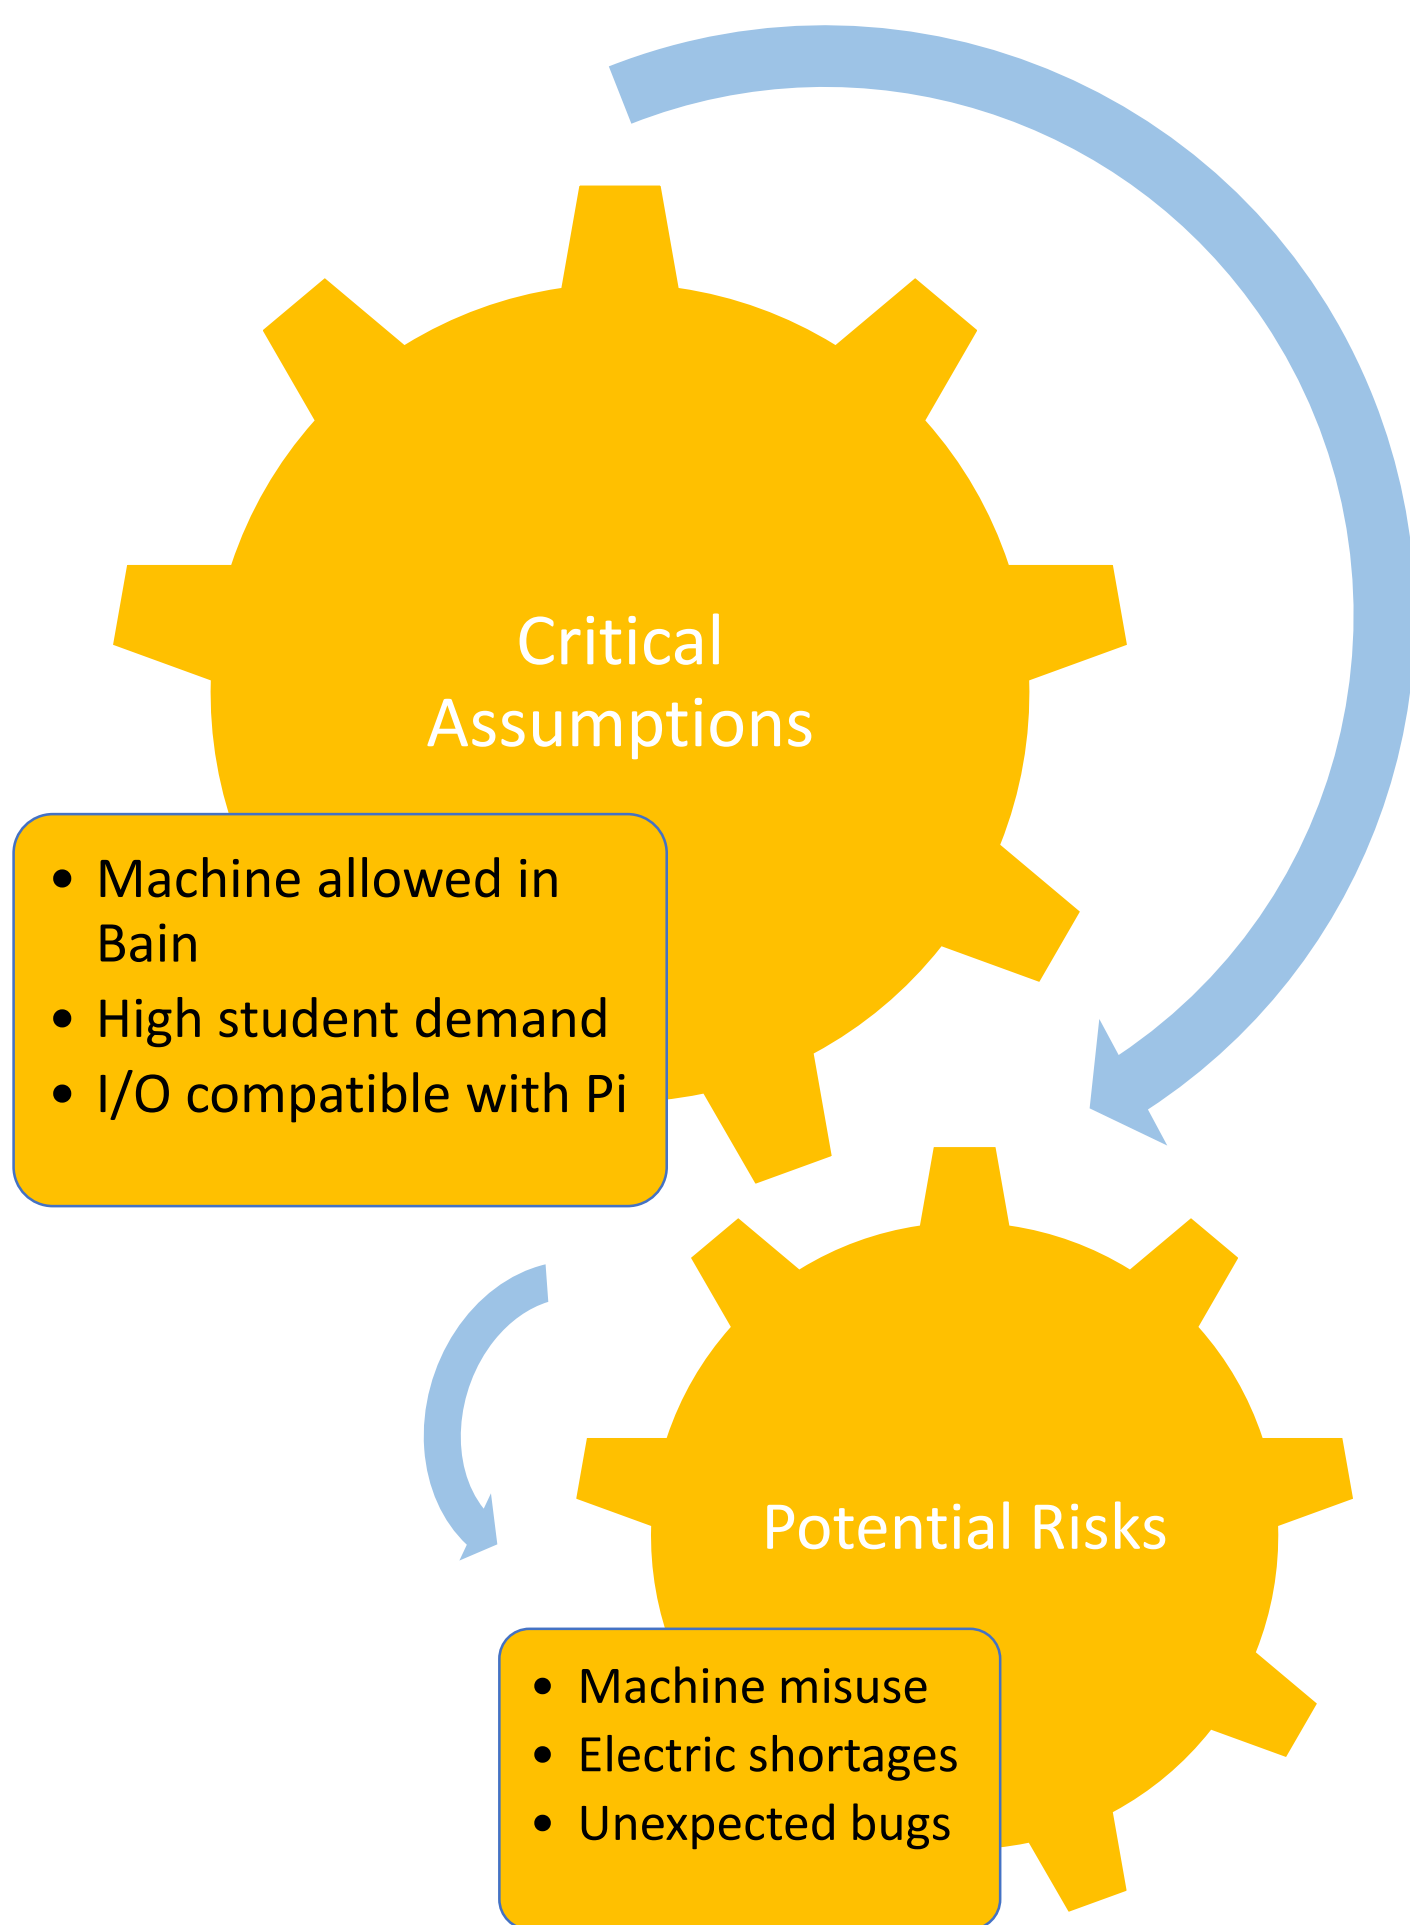 Critical
Assumptions
• Machine allowed in
Bain
• High student demand
• I/O compatible with Pi
Potential Risks
• Machine misuse
• Electric shortages
• Unexpected bugs